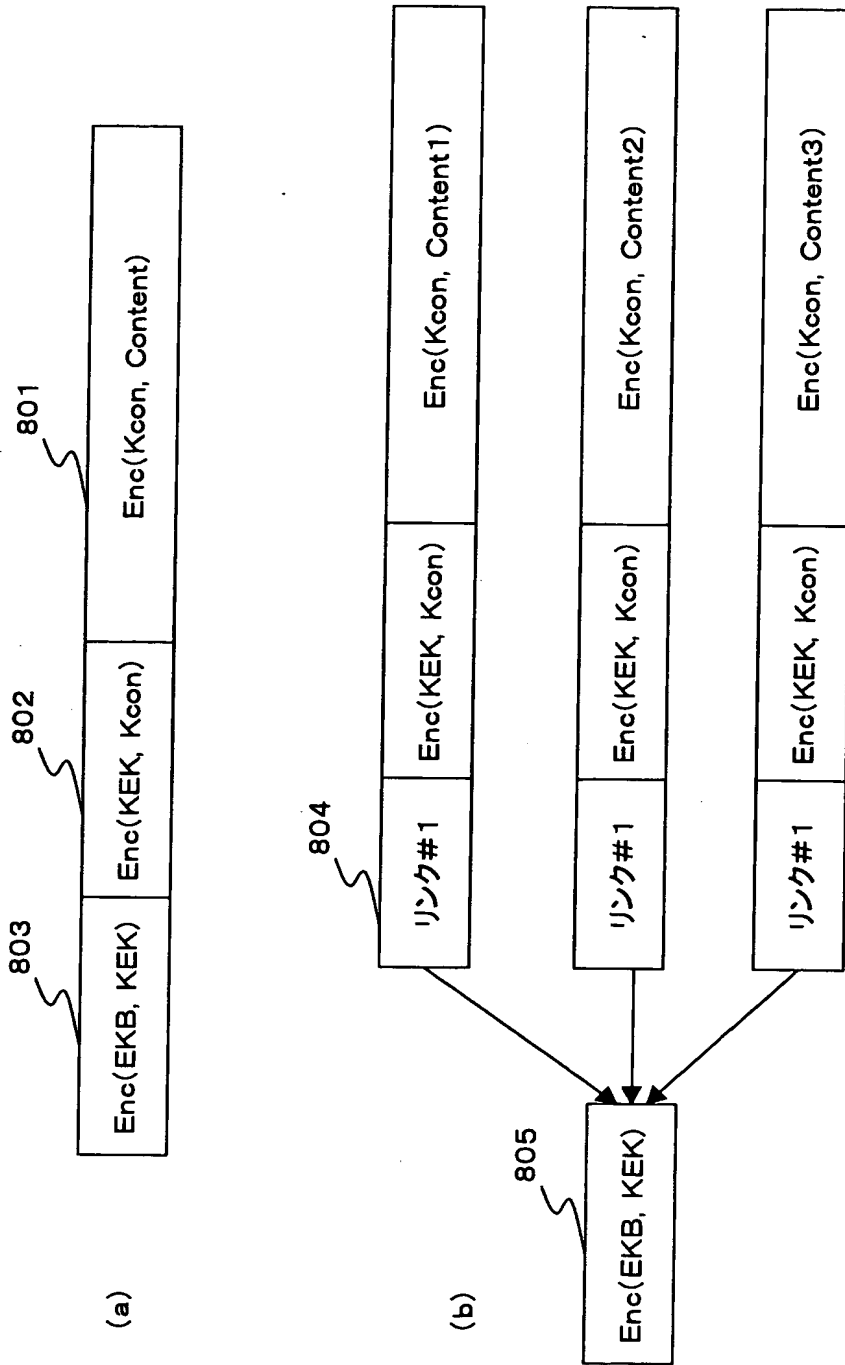 (a)
803
802
801
Enc(EKB, KEK)
Enc(KEK, Kcon)
Enc(Kcon, Content)
(b)
804
リンク#1
Enc(KEK, Kcon)
Enc(Kcon, Content1)
805
Enc(EKB, KEK)
リンク#1
Enc(KEK, Kcon)
Enc(Kcon, Content2)
リンク#1
Enc(KEK, Kcon)
Enc(Kcon, Content3)